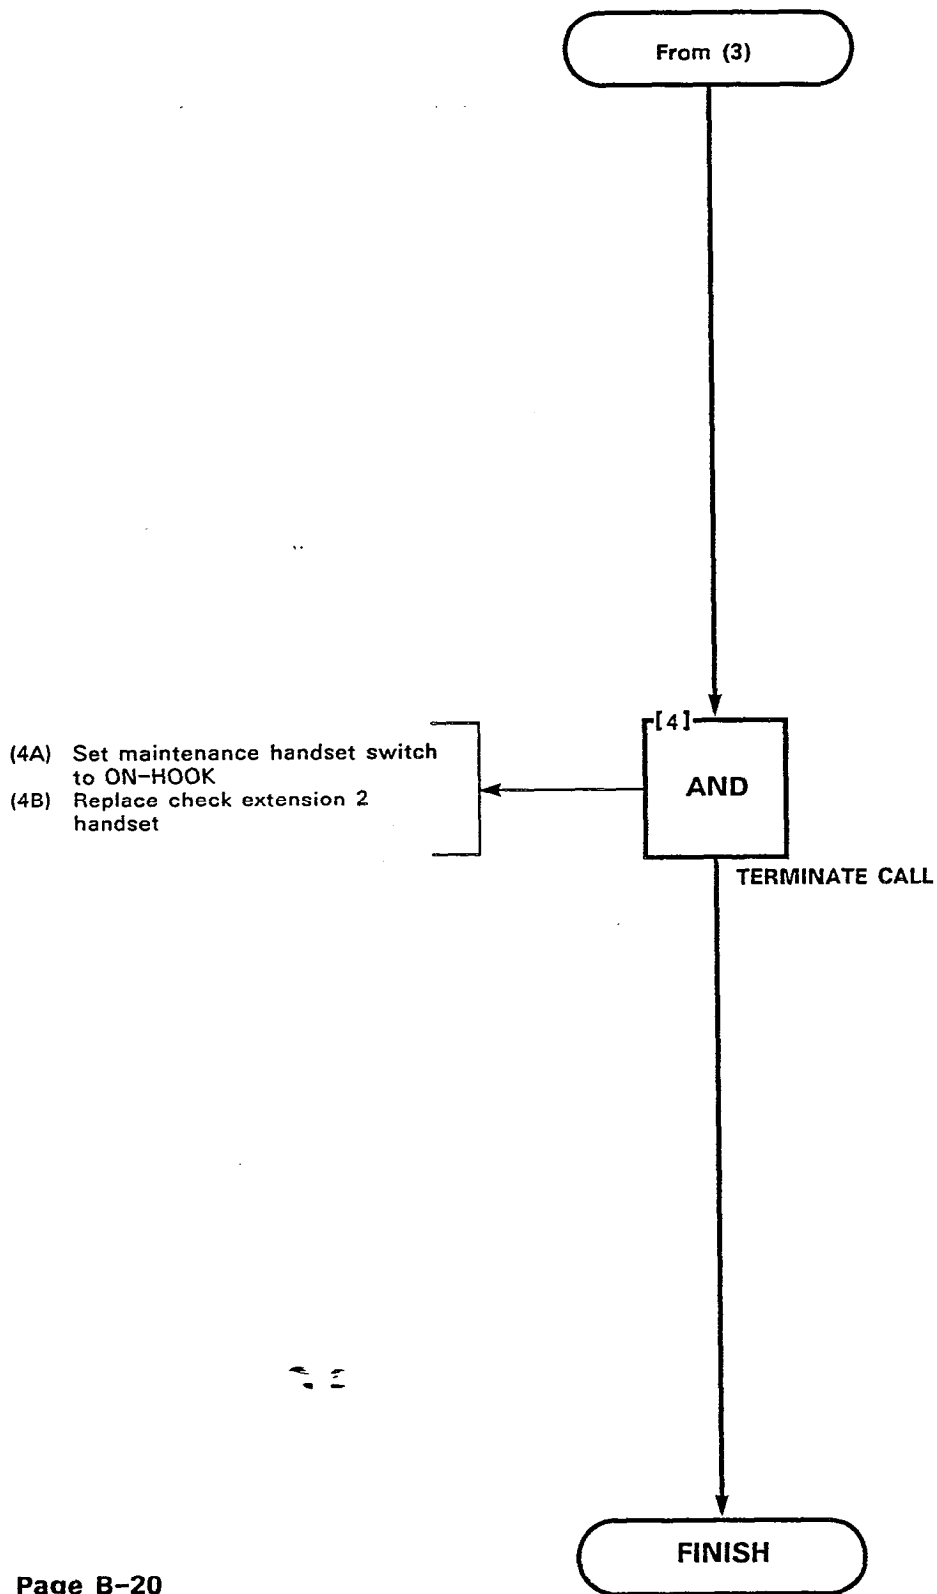 From (3)
[4]
(4A) Set maintenance handset switch
to ON-HOOK
(4B) Replace check extension 2
handset
AND
TERMINATE CALL
FINISH
Page B-20